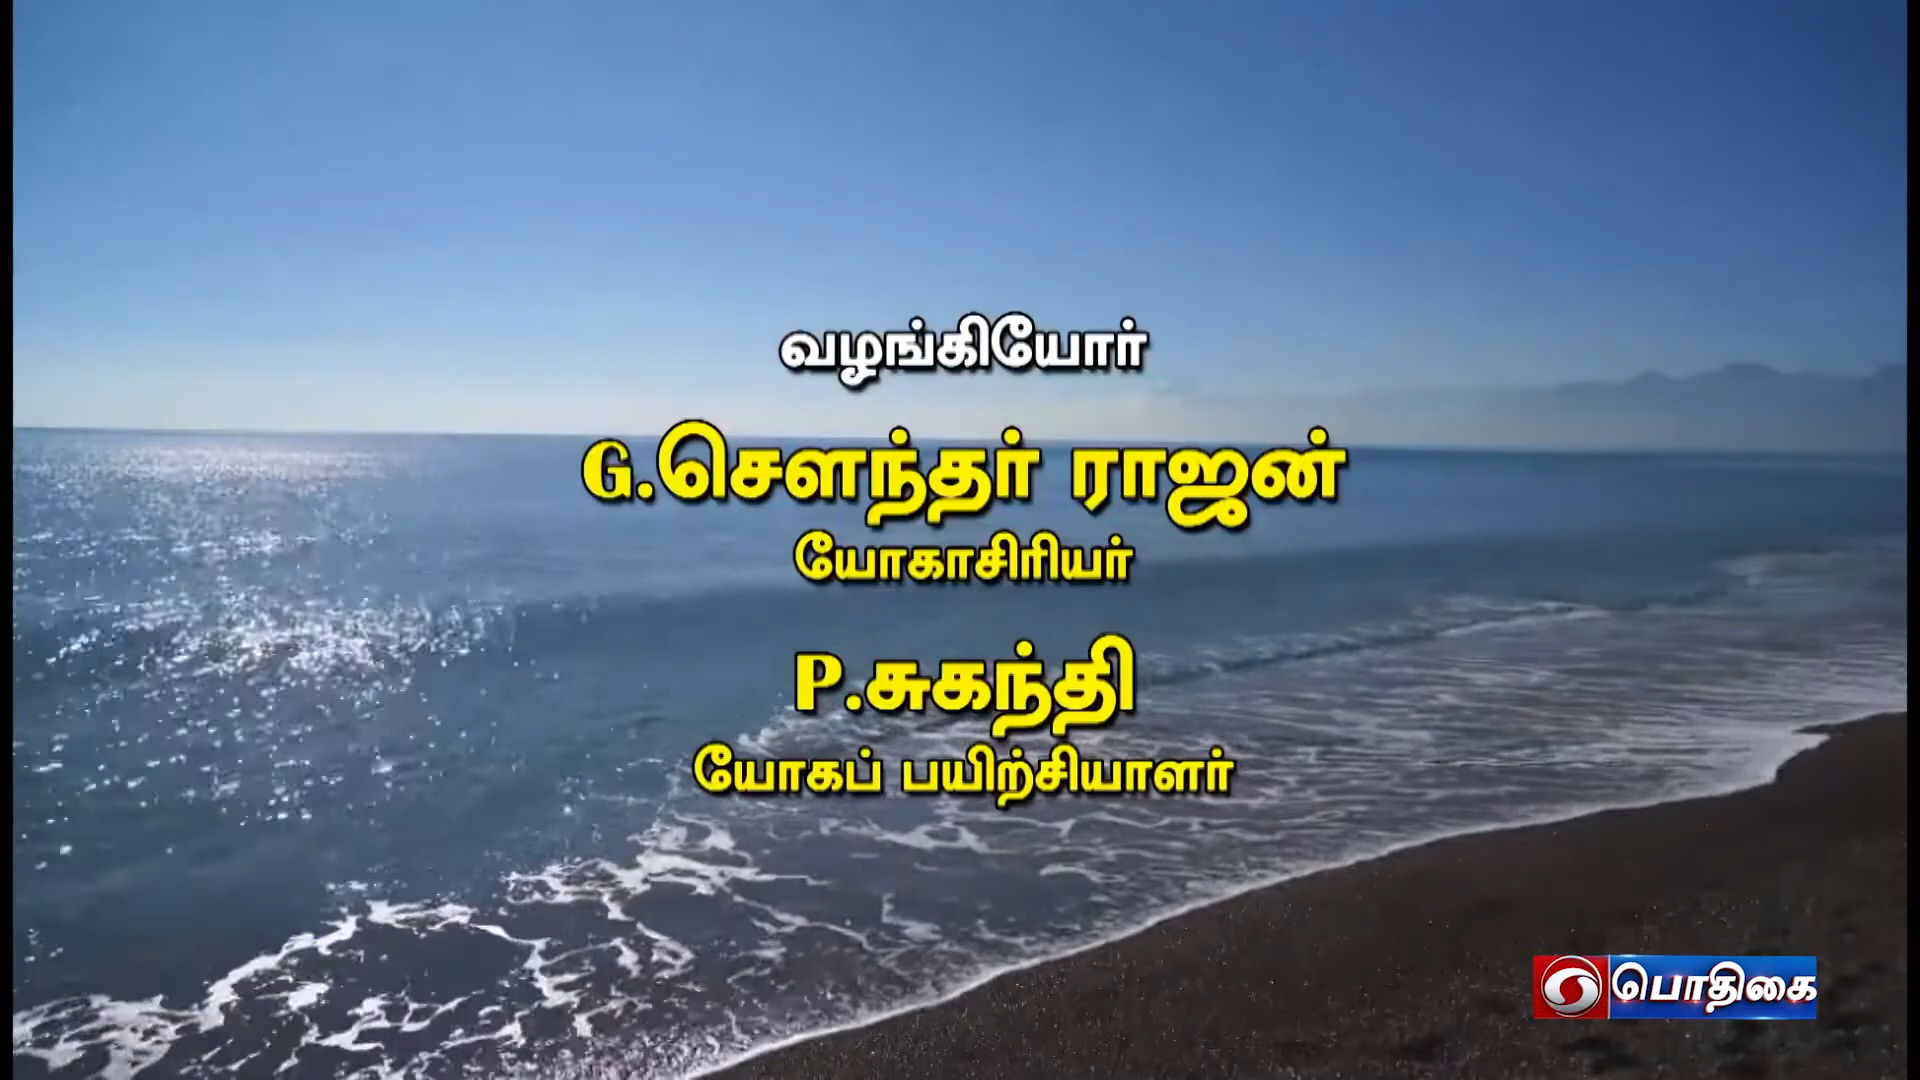 வழங்கியோர்
G.சௌந்தர் ராஜன்
யோகாசிரியர்
P.சுகந்தி
யோகப் பயிற்சியாளர்
பொதிகை